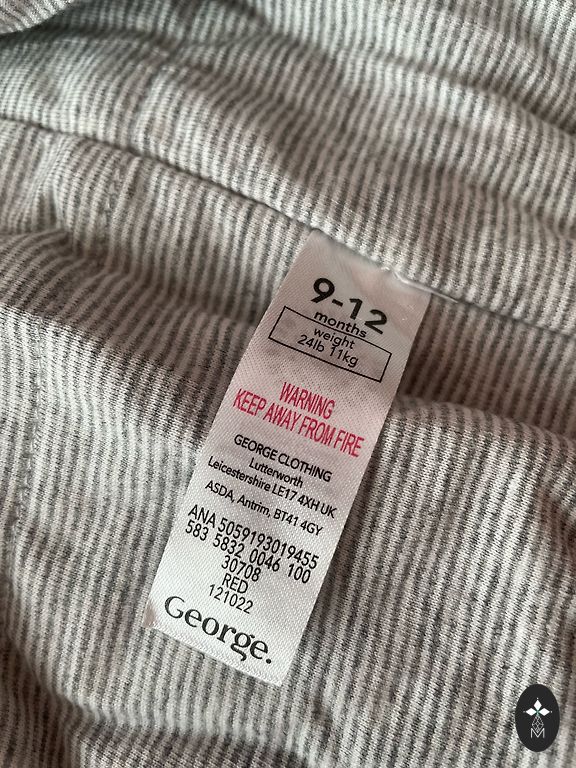 9-12
months
weight
24lb 11kg
WARNING
KEEP AWAY FROM FIRE
GEORGE CLOTHING
Lutterworth
Leicestershire LE17 4XH UK
ASDA, Antrim, BT41 4GY
ANA 5059193019455
583 5832 0046 100
30708
RED
121022
George.
M